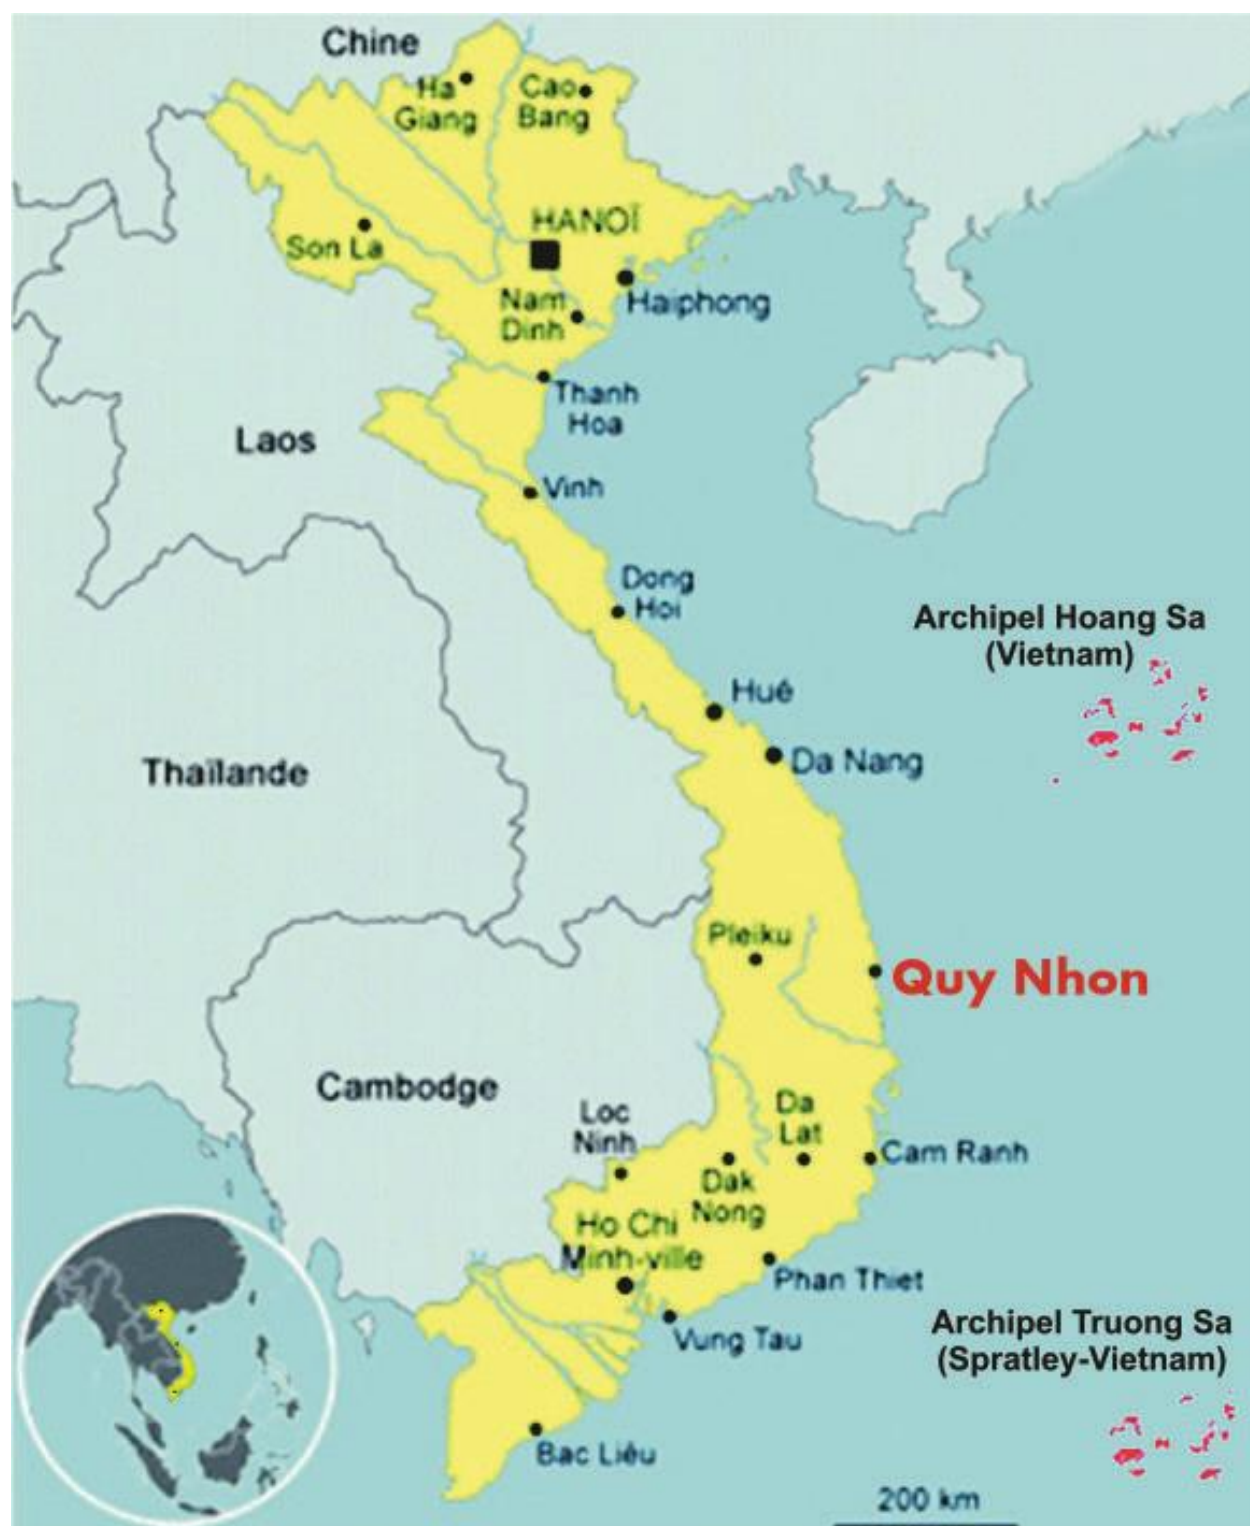 Chine
Ha
Giang
Cao
Bang
HANOÏ
Son La
Nam
Dinh
Haiphong
Thanh
Hoa
Laos
Vinh
Dong
Hoi
Archipel Hoang Sa
(Vietnam)
Huê
Da Nang
Thaïlande
Pleiku
Quy Nhon
Cambodge
Loc
Ninh
Da
Lat
Cam Ranh
Dak
Nong
Ho Chi
Minh-ville
Phan Thiet
Vung Tau
Archipel Truong Sa
(Spratley-Vietnam)
Bac Liêu
200 km